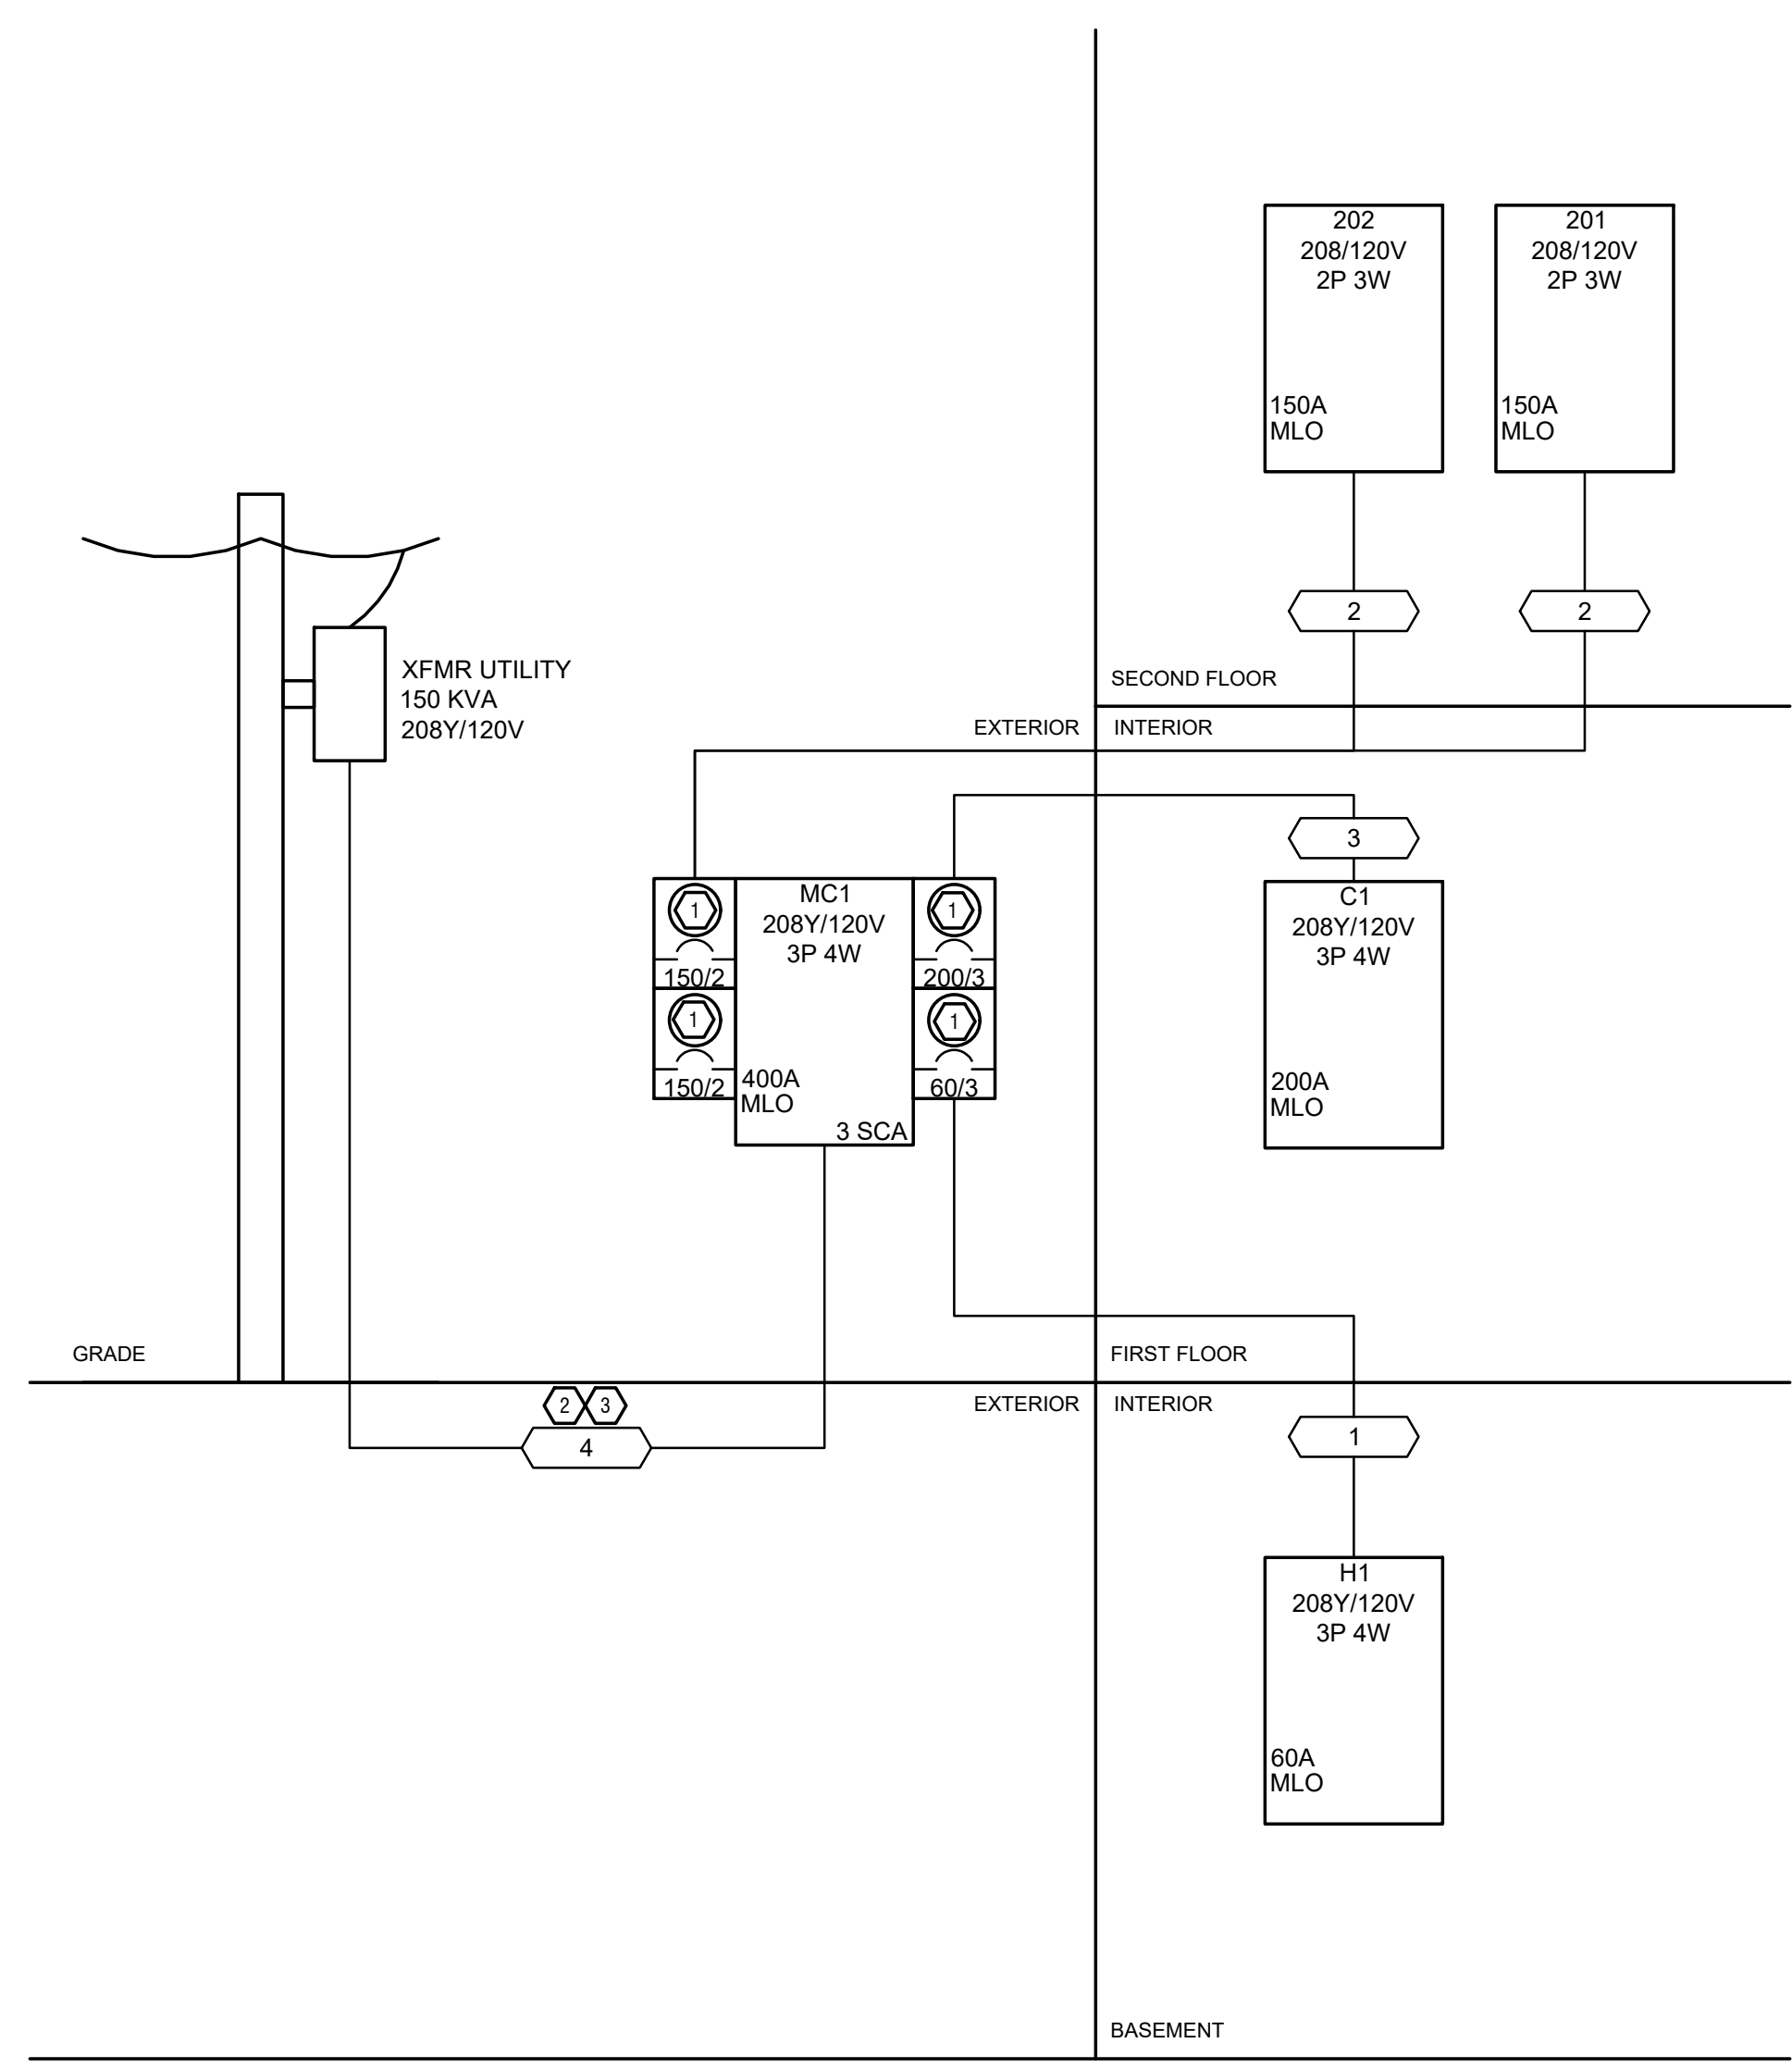 202
208/120V
2P 3W
150A
MLO
201
208/120V
2P 3W
150A
MLO
2
2
SECOND FLOOR
XFMR UTILITY
150 KVA
208Y/120V
EXTERIOR
INTERIOR
3
1
150/2
1
150/2
MC1
208Y/120V
3P 4W
400A
MLO
3 SCA
1
200/3
1
60/3
C1
208Y/120V
3P 4W
200A
MLO
GRADE
FIRST FLOOR
2
3
4
EXTERIOR
INTERIOR
1
H1
208Y/120V
3P 4W
60A
MLO
BASEMENT